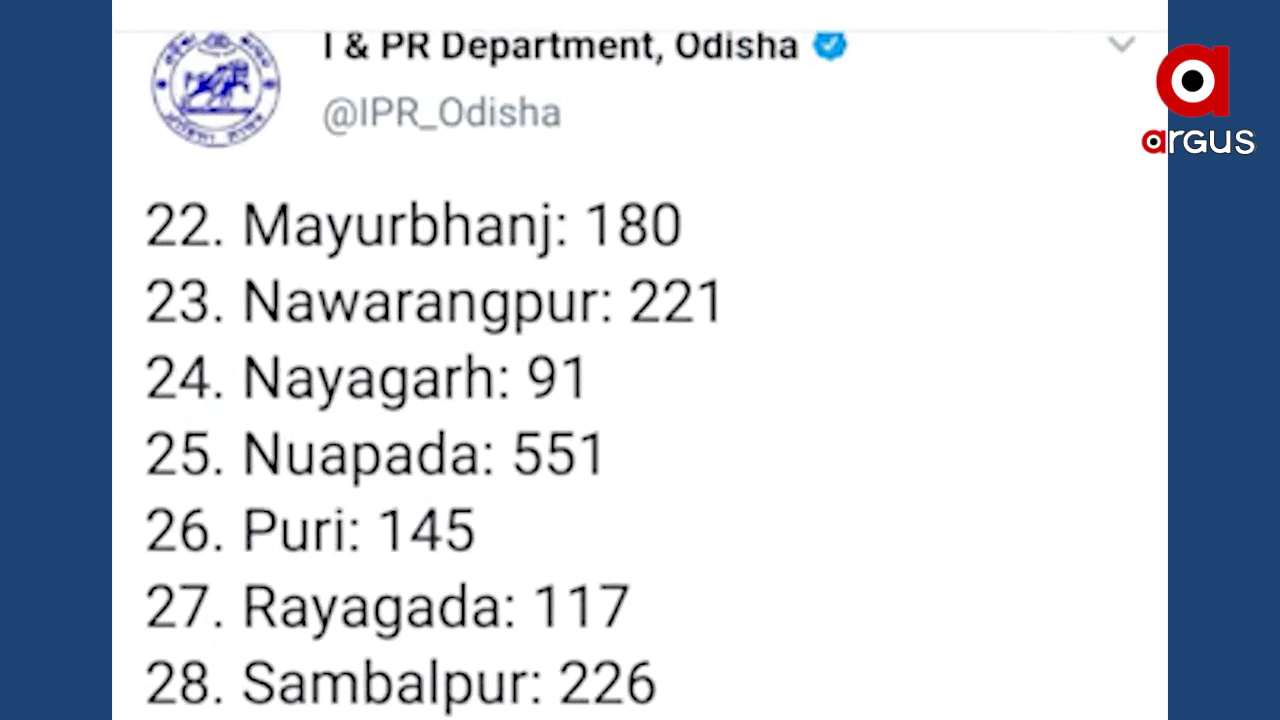 I & PR Department, Odisha
@IPR_Odisha
argus
22. Mayurbhanj: 180
23. Nawarangpur: 221
24. Nayagarh: 91
25. Nuapada: 551
26. Puri: 145
27. Rayagada: 117
28. Sambalpur: 226